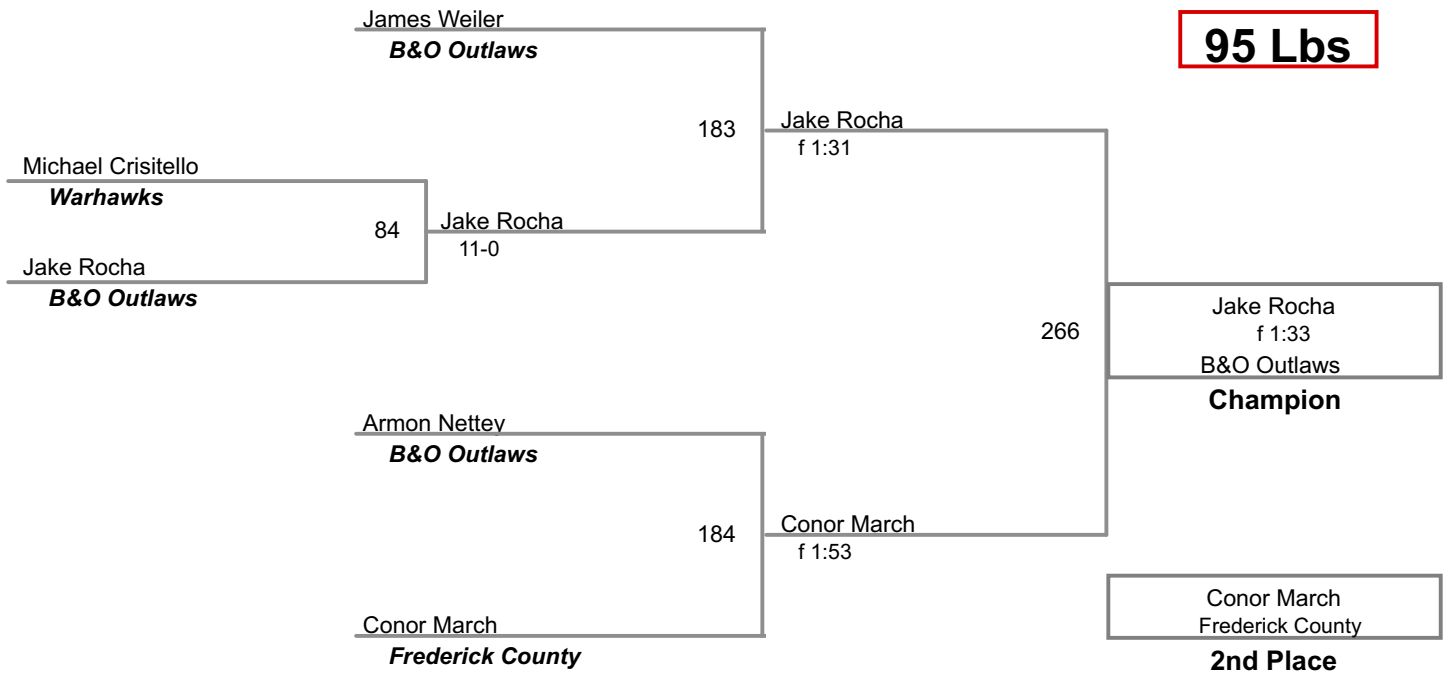 James Weiler
B&O Outlaws
95 Lbs
183
Jake Rocha
f 1:31
Michael Crisitello
Warhawks
84
Jake Rocha
11-0
Jake Rocha
B&O Outlaws
266
Jake Rocha
f 1:33
B&O Outlaws
Champion
Armon Nettey
B&O Outlaws
184
Conor March
f 1:53
Conor March
Frederick County
Conor March
Frederick County
2nd Place